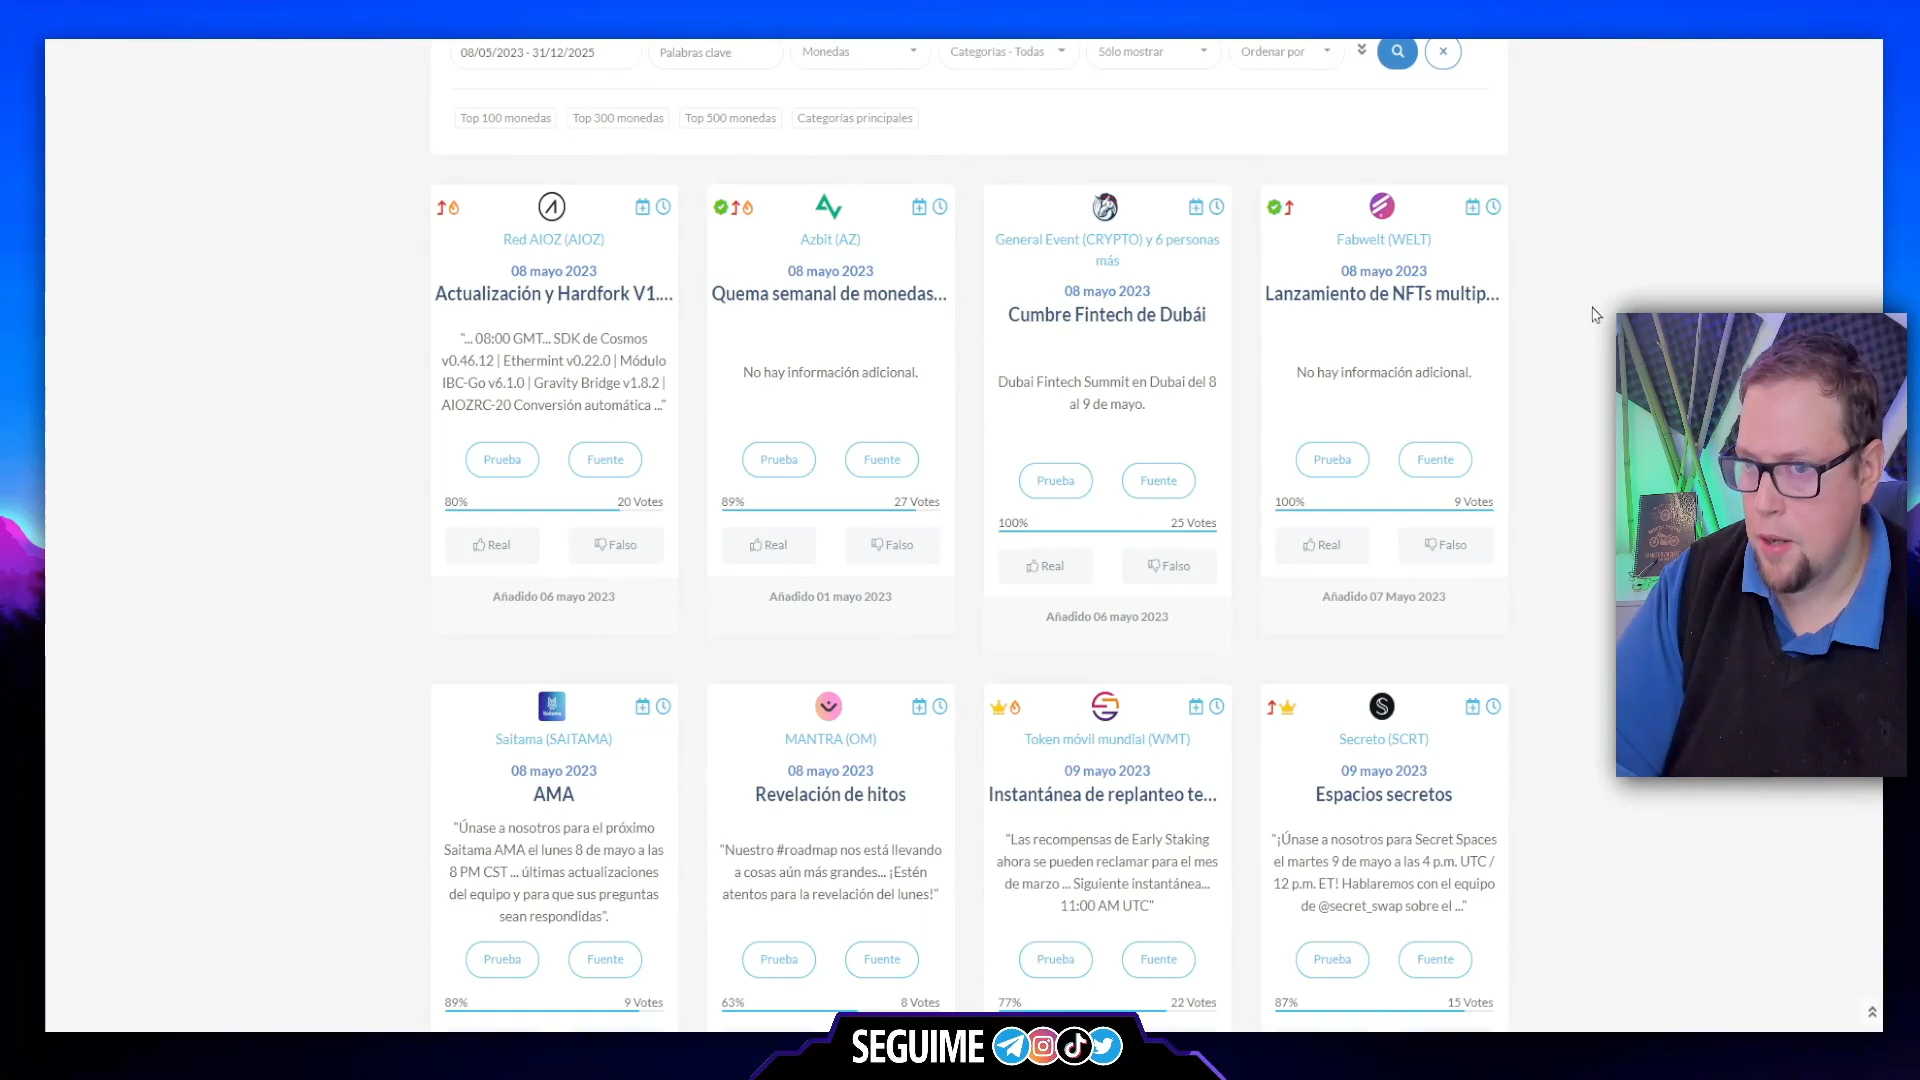 08/05/2023 - 31/12/2025
Palabras clave
Monedas
Categorías - Todas
Sólo mostrar
Ordenar por
Top 100 monedas
Top 300 monedas
Top 500 monedas
Categorías principales
Red AIOZ (AIOZ)
08 mayo 2023
Actualización y Hardfork V1....
"... 08:00 GMT... SDK de Cosmos
v0.46.12 | Ethermint v0.22.0 | Módulo
IBC-Go v6.1.0 | Gravity Bridge v1.8.2 |
AIOZRC-20 Conversión automática ..."
Prueba
Fuente
80%
20 Votes
Real
Falso
Añadido 06 mayo 2023
Azbit (AZ)
08 mayo 2023
Quema semanal de monedas...
No hay información adicional.
Prueba
Fuente
89%
27 Votes
Real
Falso
Añadido 01 mayo 2023
General Event (CRYPTO) y 6 personas
más
08 mayo 2023
Cumbre Fintech de Dubái
Dubai Fintech Summit en Dubai del 8
al 9 de mayo.
Prueba
Fuente
100%
25 Votes
Real
Falso
Añadido 06 mayo 2023
Fabwelt (WELT)
08 mayo 2023
Lanzamiento de NFTs multip...
No hay información adicional.
Prueba
Fuente
100%
9 Votes
Real
Falso
Añadido 07 Mayo 2023
Saitama (SAITAMA)
08 mayo 2023
AMA
"Únase a nosotros para el próximo
Saitama AMA el lunes 8 de mayo a las
8 PM CST ... últimas actualizaciones
del equipo y para que sus preguntas
sean respondidas".
Prueba
Fuente
89%
9 Votes
MANTRA (OM)
08 mayo 2023
Revelación de hitos
"Nuestro #roadmap nos está llevando
a cosas aún más grandes... ¡Estén
atentos para la revelación del lunes!"
Prueba
Fuente
63%
8 Votes
Token móvil mundial (WMT)
09 mayo 2023
Instantánea de replanteo te...
"Las recompensas de Early Staking
ahora se pueden reclamar para el mes
de marzo ... Siguiente instantánea...
11:00 AM UTC"
Prueba
Fuente
77%
22 Votes
Secreto (SCRT)
09 mayo 2023
Espacios secretos
"¡Únase a nosotros para Secret Spaces
el martes 9 de mayo a las 4 p.m. UTC /
12 p.m. ET! Hablaremos con el equipo
de @secret_swap sobre el ..."
Prueba
Fuente
87%
15 Votes
SEGUIME